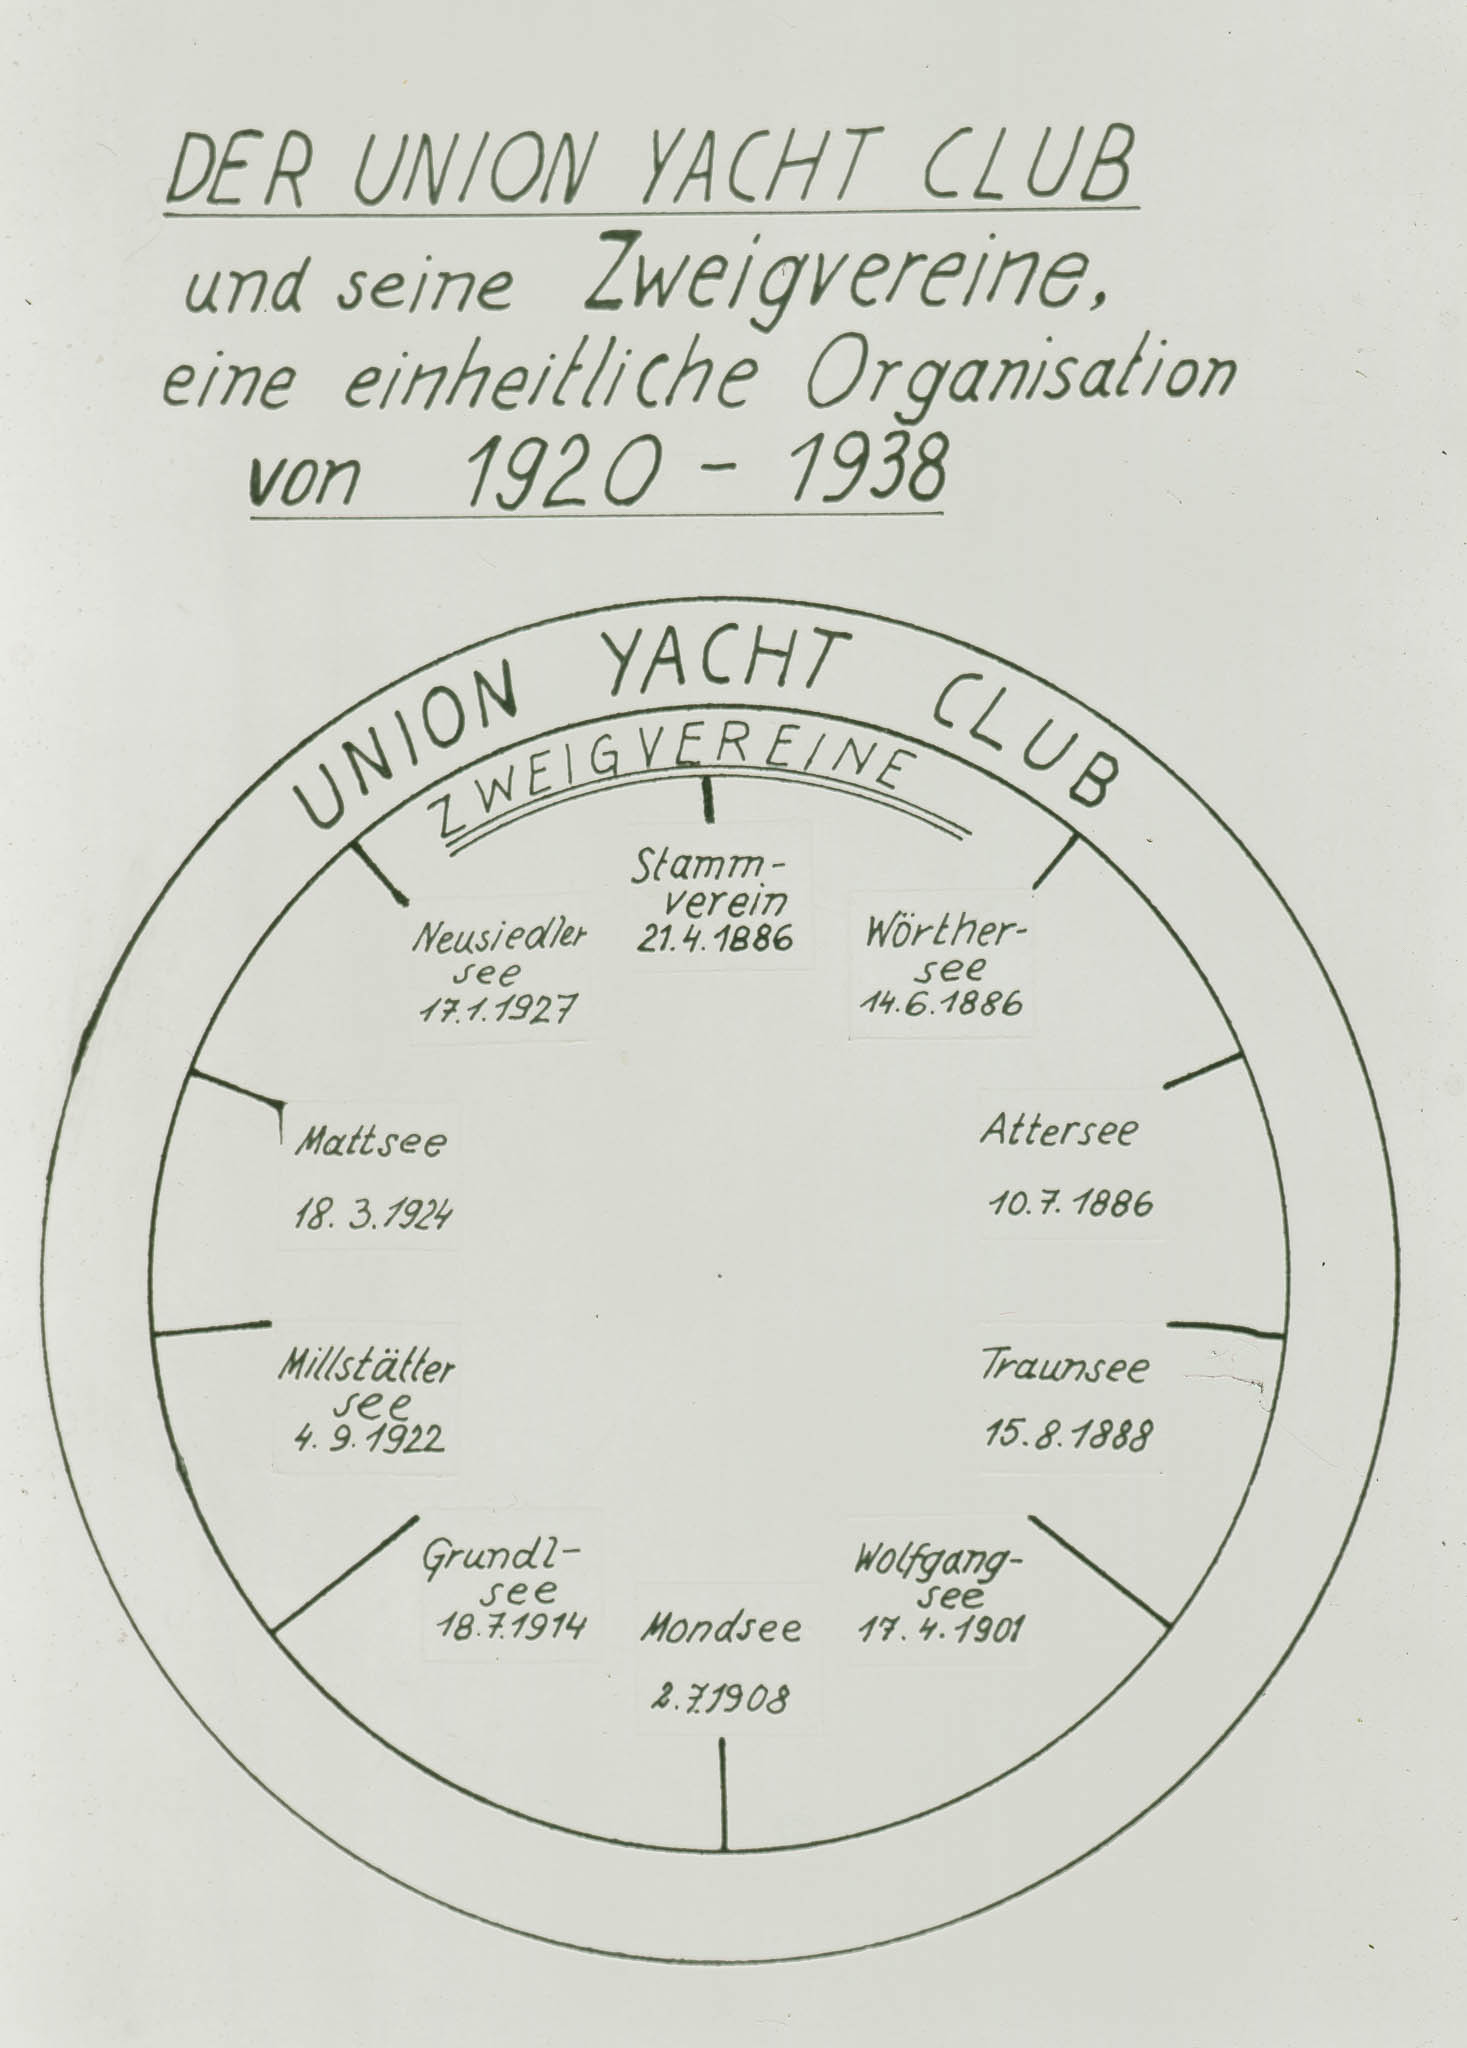 DER UNION YACHT CLUB
und seine Zweigvereine,
eine einheitliche Organisation
von 1920 - 1938
UNION YACHT CLUB
ZWEIGVEREINE
Stamm-
verein
21.4.1886
Wörther-
see
14.6.1886
Attersee
10.7.1886
Traunsee
15.8.1888
Wolfgang-
see
17.4.1901
Mondsee
2.7.1908
Grundl-
see
18.7.1914
Millstätter
see
4.9.1922
Mattsee
18.3.1924
Neusiedler
see
17.1.1927